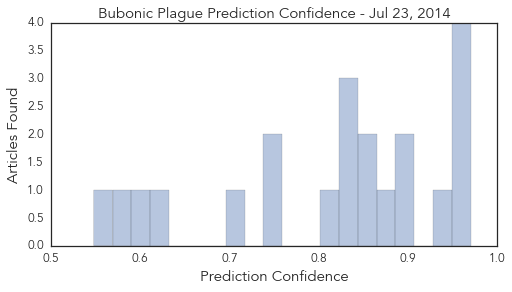 Bubonic Plague Prediction Confidence - Jul 23, 2014
4.0
3.5
3.0
2.5
2.0
1.5
1.0
0.5
0.0
Articles Found
0.5 0.6 0.7 0.8 0.9 1.0
Prediction Confidence